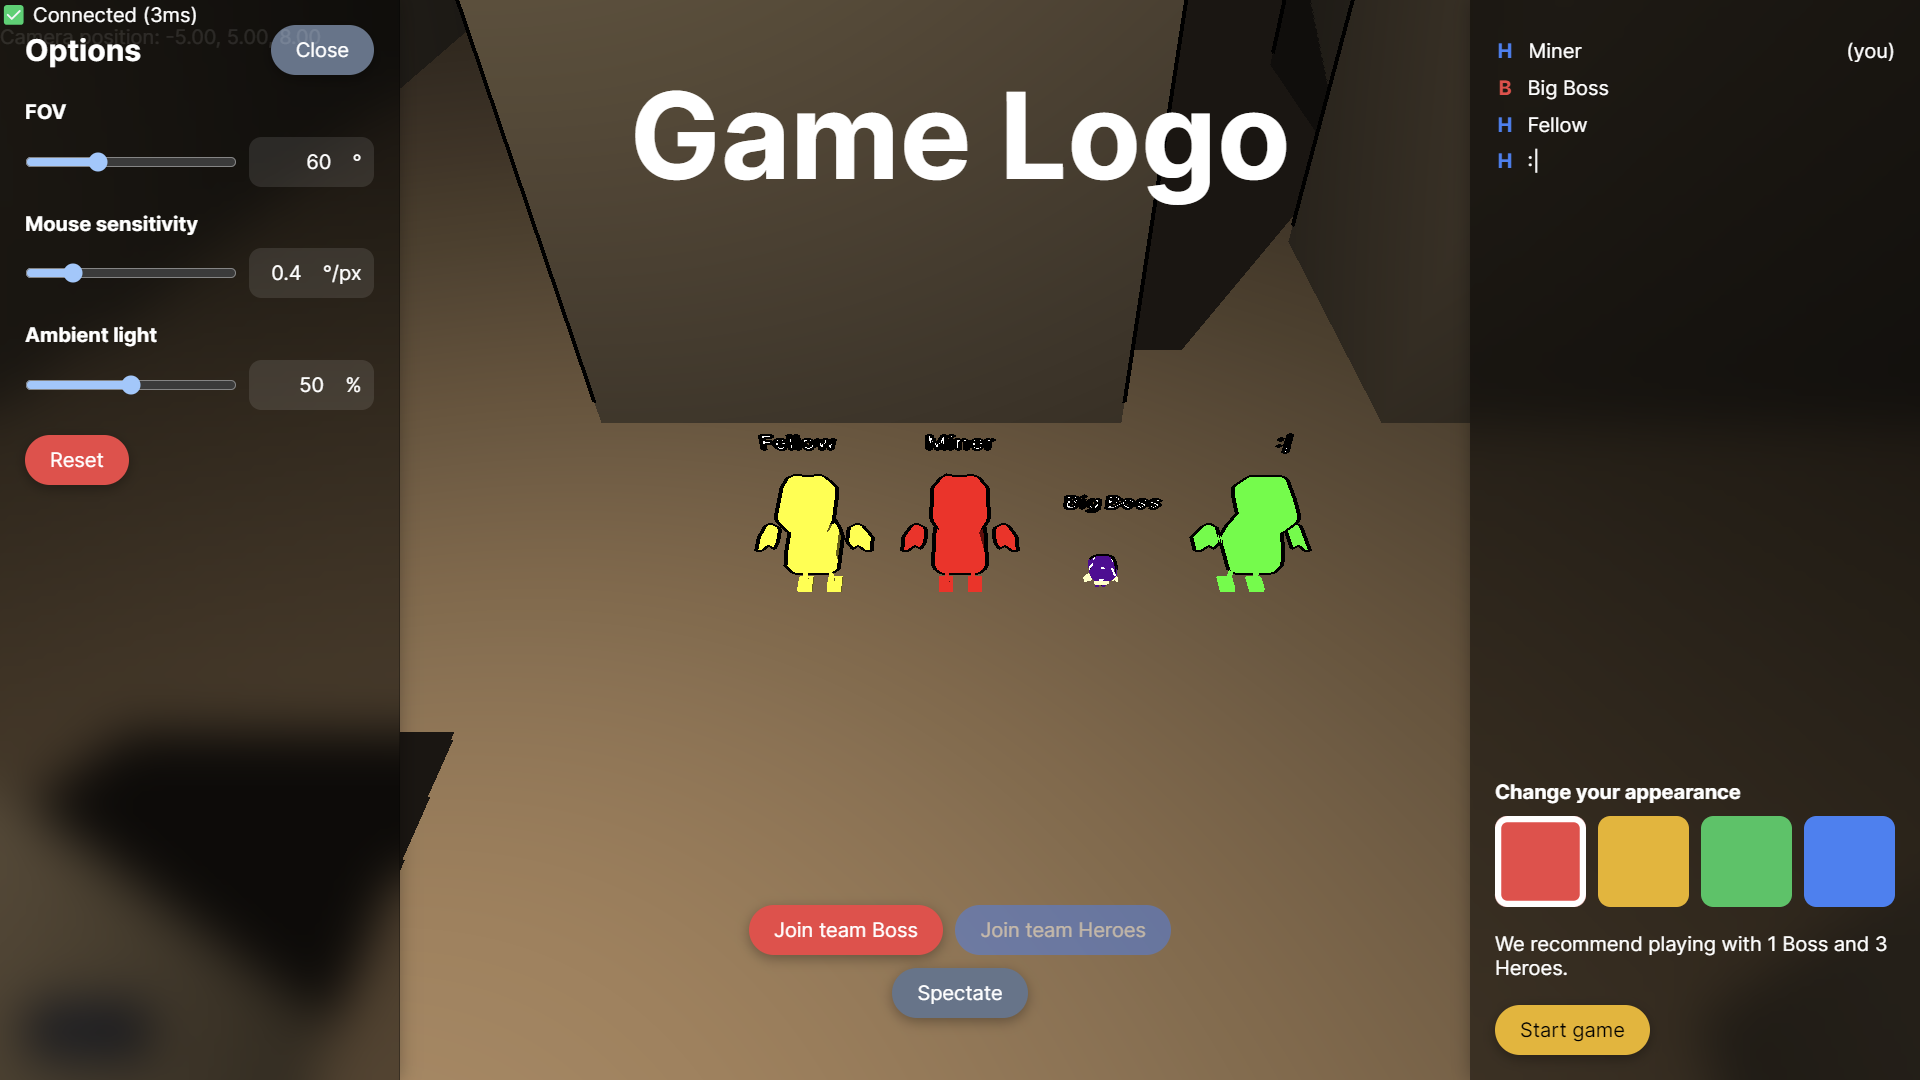 Connected (3ms)
Camera position: -5.00, 5.00, 8.00
Options
Close
FOV
60 °
Mouse sensitivity
0.4 °/px
Ambient light
50 %
Reset
Game Logo
Fellow
Miner
Big Boss
:|
Join team Boss
Join team Heroes
Spectate
H Miner (you)
B Big Boss
H Fellow
H :|
Change your appearance
We recommend playing with 1 Boss and 3
Heroes.
Start game